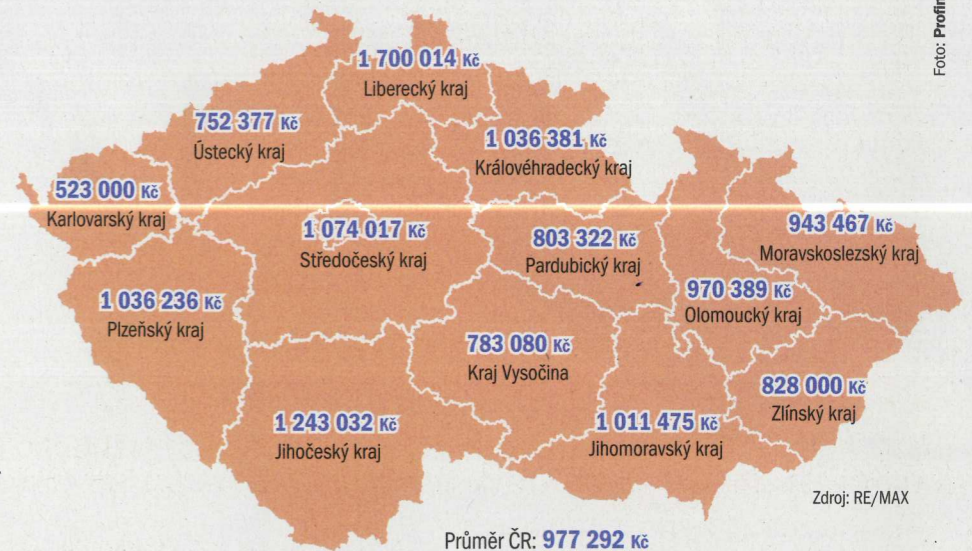 Foto: Profin
1 700 014 Kč
Liberecký kraj
752 377 Kč
Ústecký kraj
1 036 381 Kč
Královéhradecký kraj
523 000 Kč
Karlovarský kraj
1 074 017 Kč
Středočeský kraj
803 322 Kč
Pardubický kraj
943 467 Kč
Moravskoslezský kraj
1 036 236 Kč
Plzeňský kraj
970 389 Kč
Olomoucký kraj
783 080 Kč
Kraj Vysočina
828 000 Kč
Zlínský kraj
1 243 032 Kč
Jihočeský kraj
1 011 475 Kč
Jihomoravský kraj
Zdroj: RE/MAX
Průměr ČR: 977 292 Kč